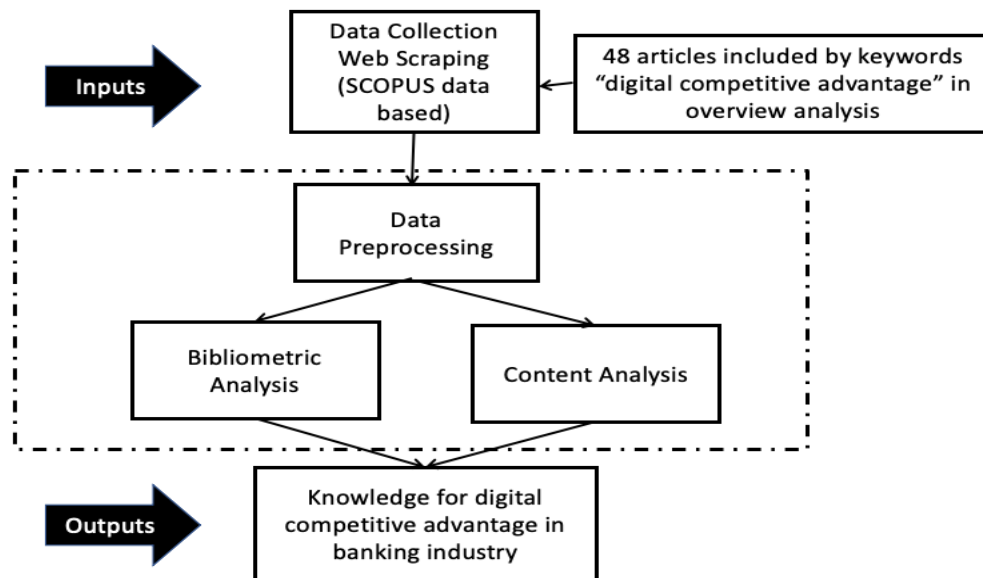 Data Collection
Web Scraping
(SCOPUS data
based)
Inputs
48 articles included by keywords
“digital competitive advantage” in
overview analysis
Data
Preprocessing
Bibliometric
Analysis
Content Analysis
Outputs
Knowledge for digital
competitive advantage in
banking industry